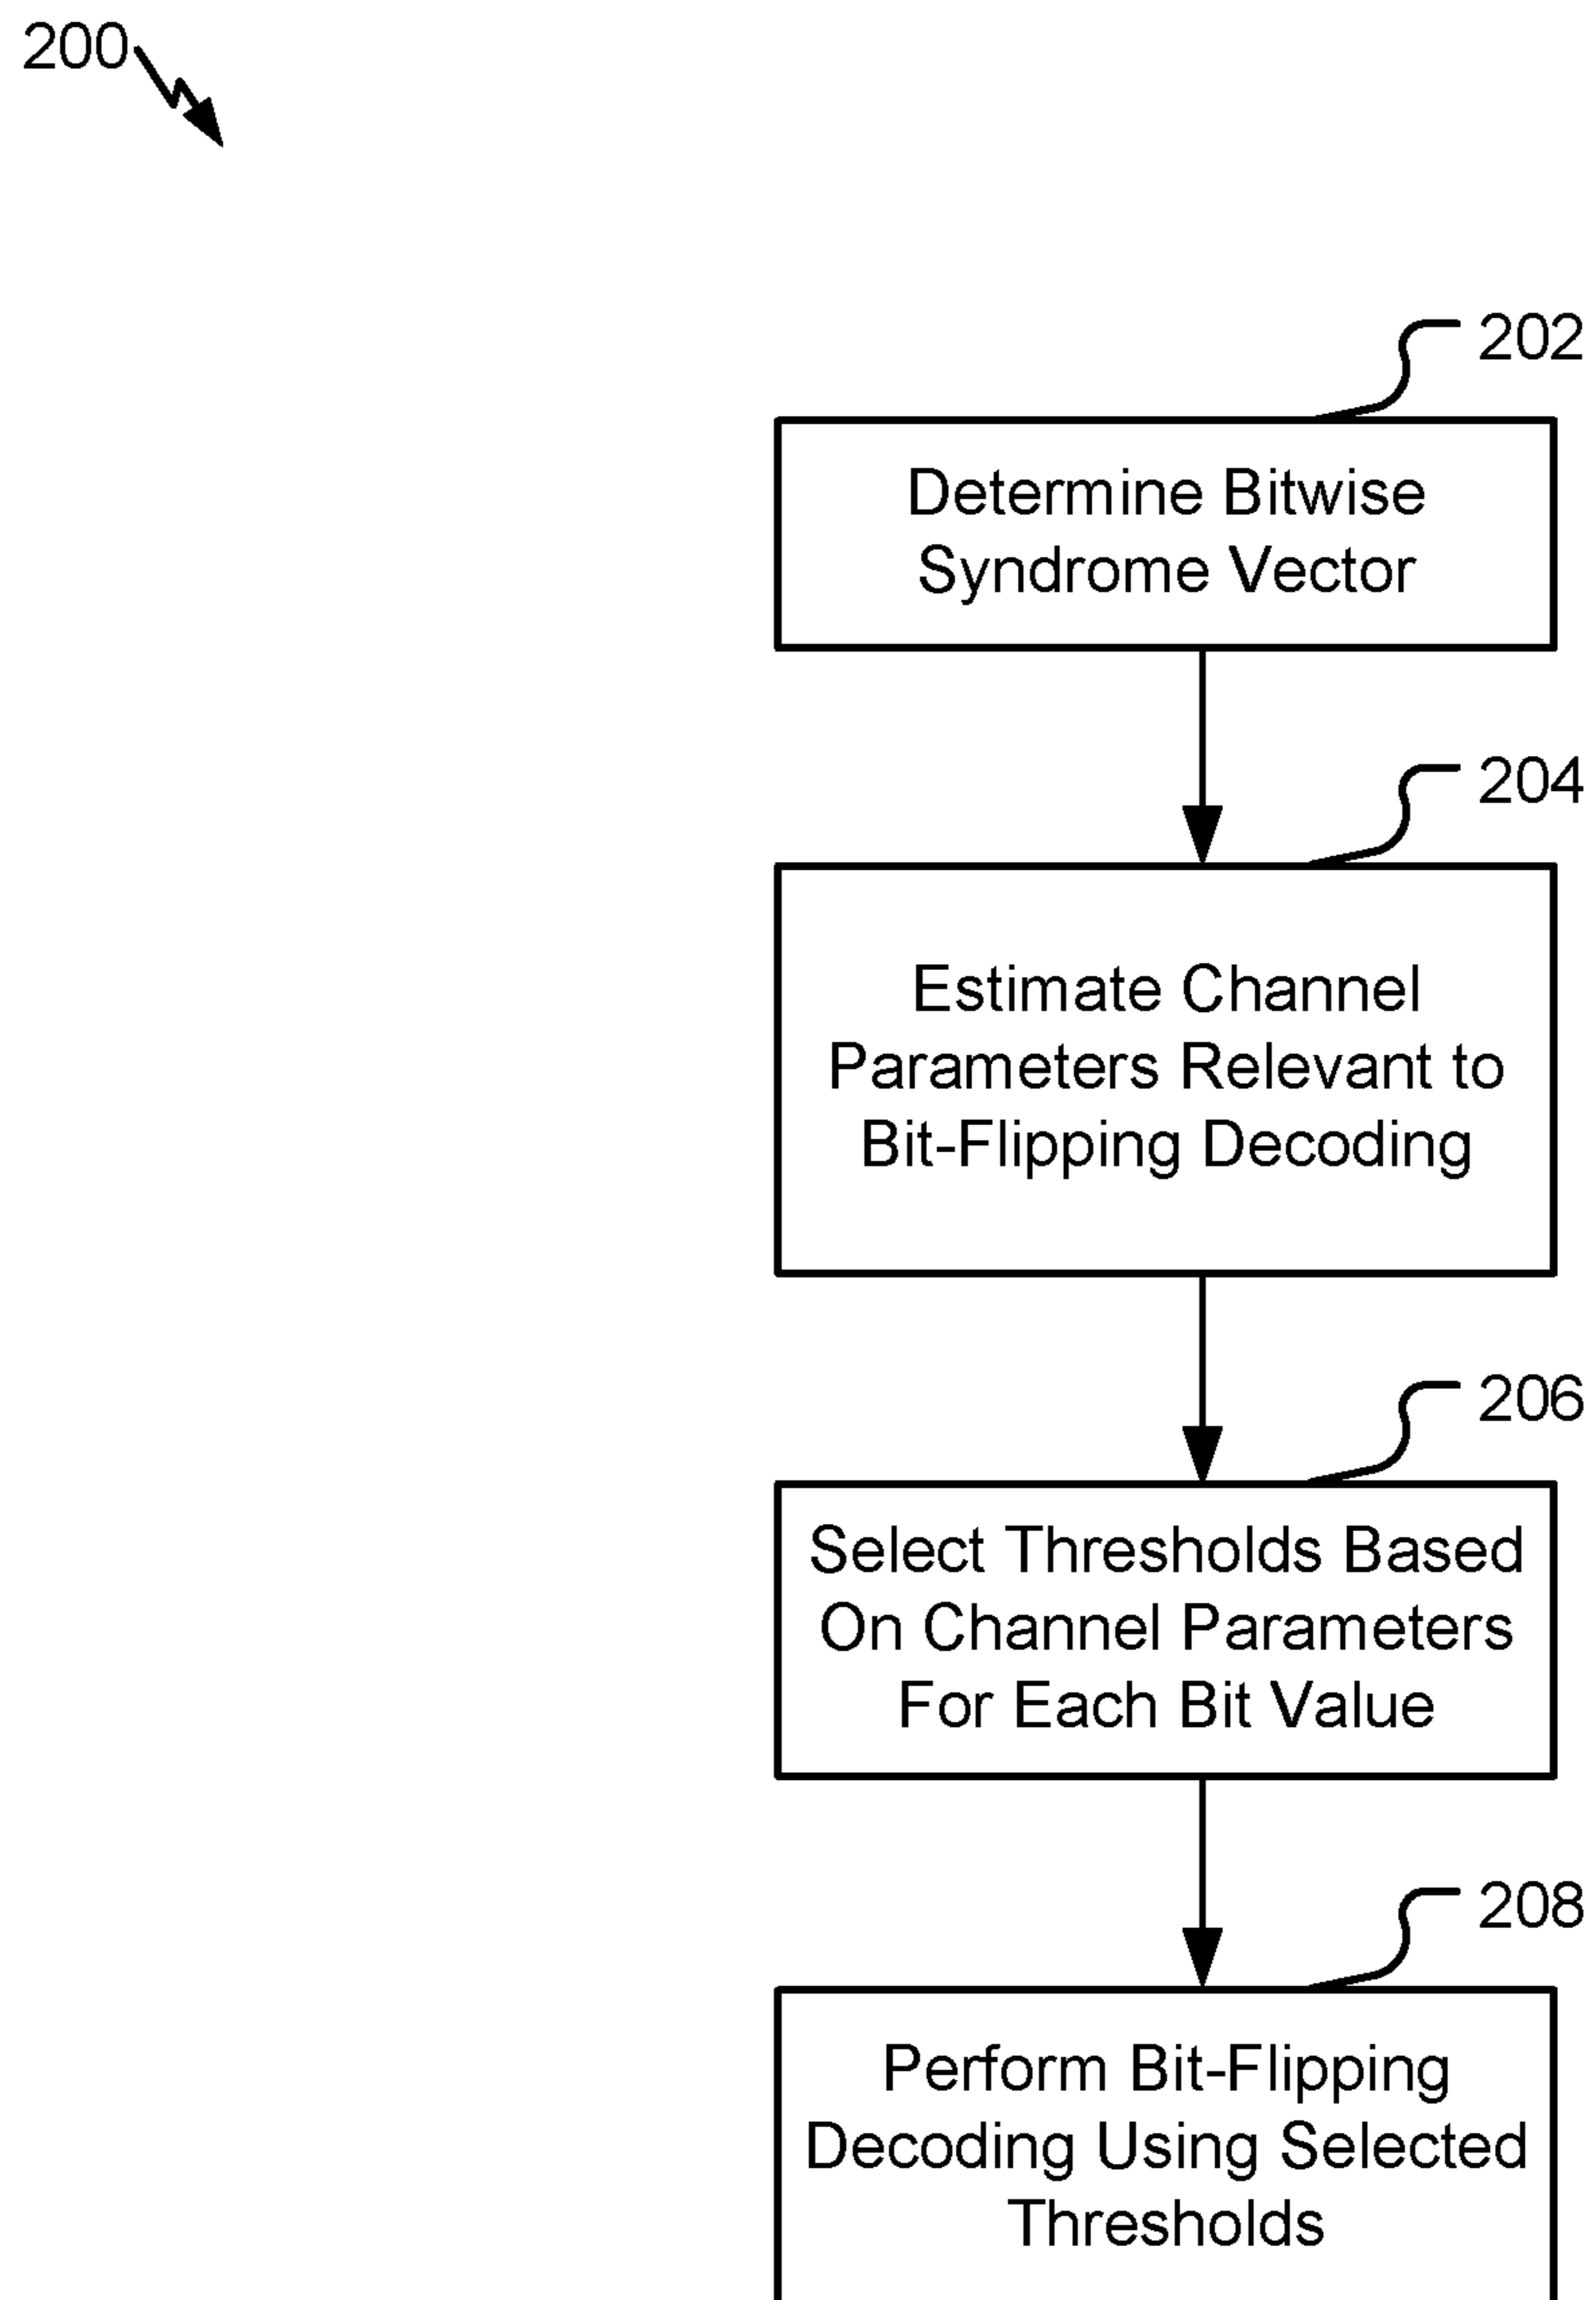 200
202
Determine Bitwise
Syndrome Vector
204
Estimate Channel
Parameters Relevant to
Bit-Flipping Decoding
206
Select Thresholds Based
On Channel Parameters
For Each Bit Value
208
Perform Bit-Flipping
Decoding Using Selected
Thresholds